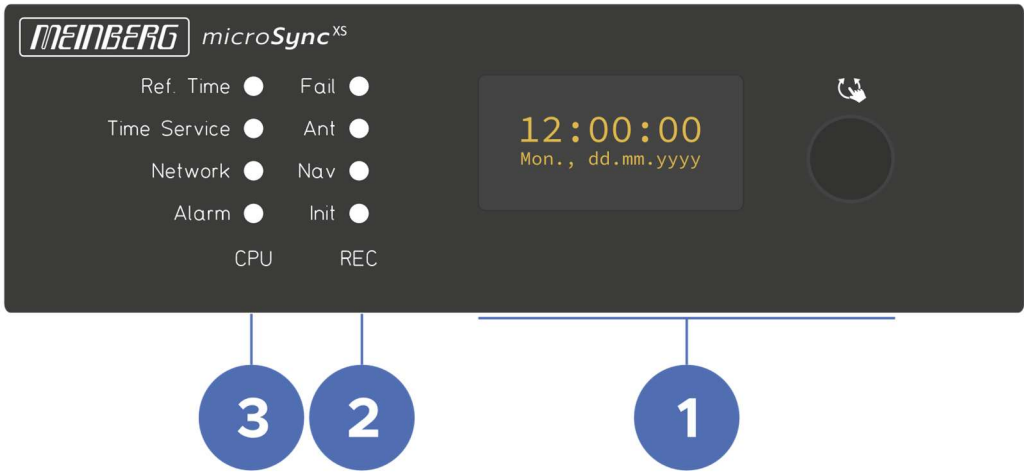 MEINBERG microSync XS
Ref. Time Fail
Time Service Ant
Network Nav
Alarm Init
CPU REC
12:00:00
Mon., dd.mm.yyyy
3 2 1